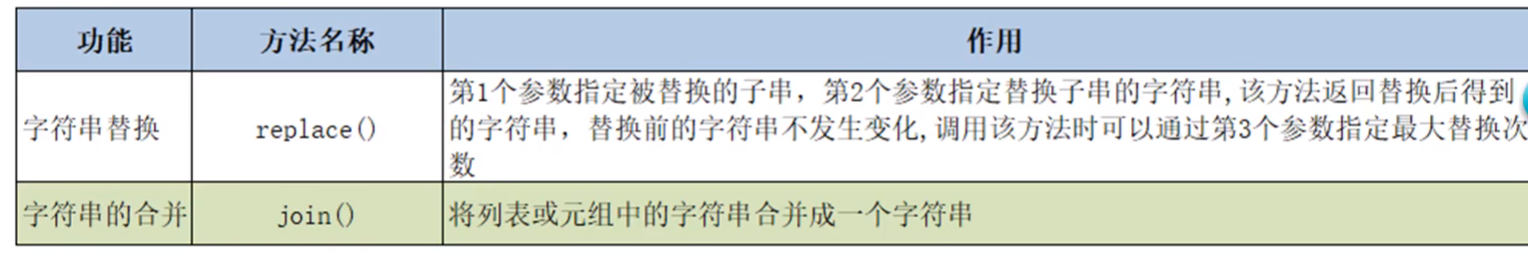 功能 方法名称 作用
第1个参数指定被替换的子串，第2个参数指定替换子串的字符串,该方法返回替换后得到
字符串替换 replace() 的字符串，替换前的字符串不发生变化,调用该方法时可以通过第3个参数指定最大替换次
数
字符串的合并 join() 将列表或元组中的字符串合并成一个字符串